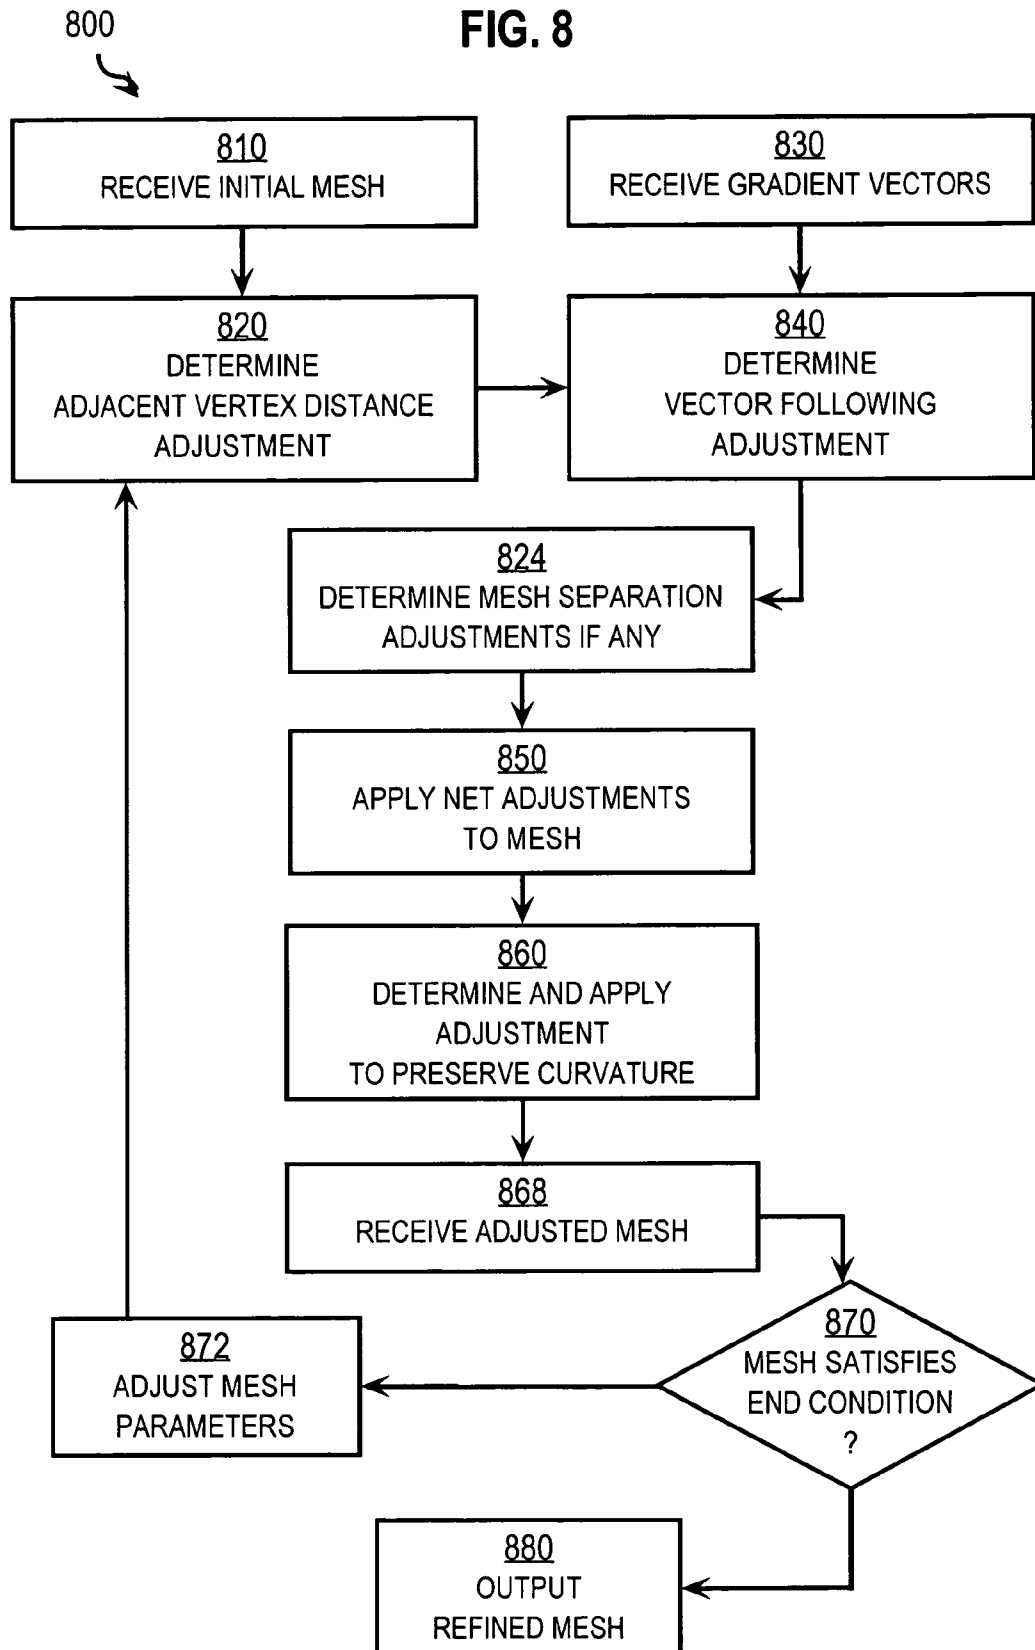 FIG. 8
800
810
RECEIVE INITIAL MESH
830
RECEIVE GRADIENT VECTORS
820
DETERMINE
ADJACENT VERTEX DISTANCE
ADJUSTMENT
840
DETERMINE
VECTOR FOLLOWING
ADJUSTMENT
824
DETERMINE MESH SEPARATION
ADJUSTMENTS IF ANY
850
APPLY NET ADJUSTMENTS
TO MESH
860
DETERMINE AND APPLY
ADJUSTMENT
TO PRESERVE CURVATURE
868
RECEIVE ADJUSTED MESH
870
MESH SATISFIES
END CONDITION
?
872
ADJUST MESH
PARAMETERS
880
OUTPUT
REFINED MESH